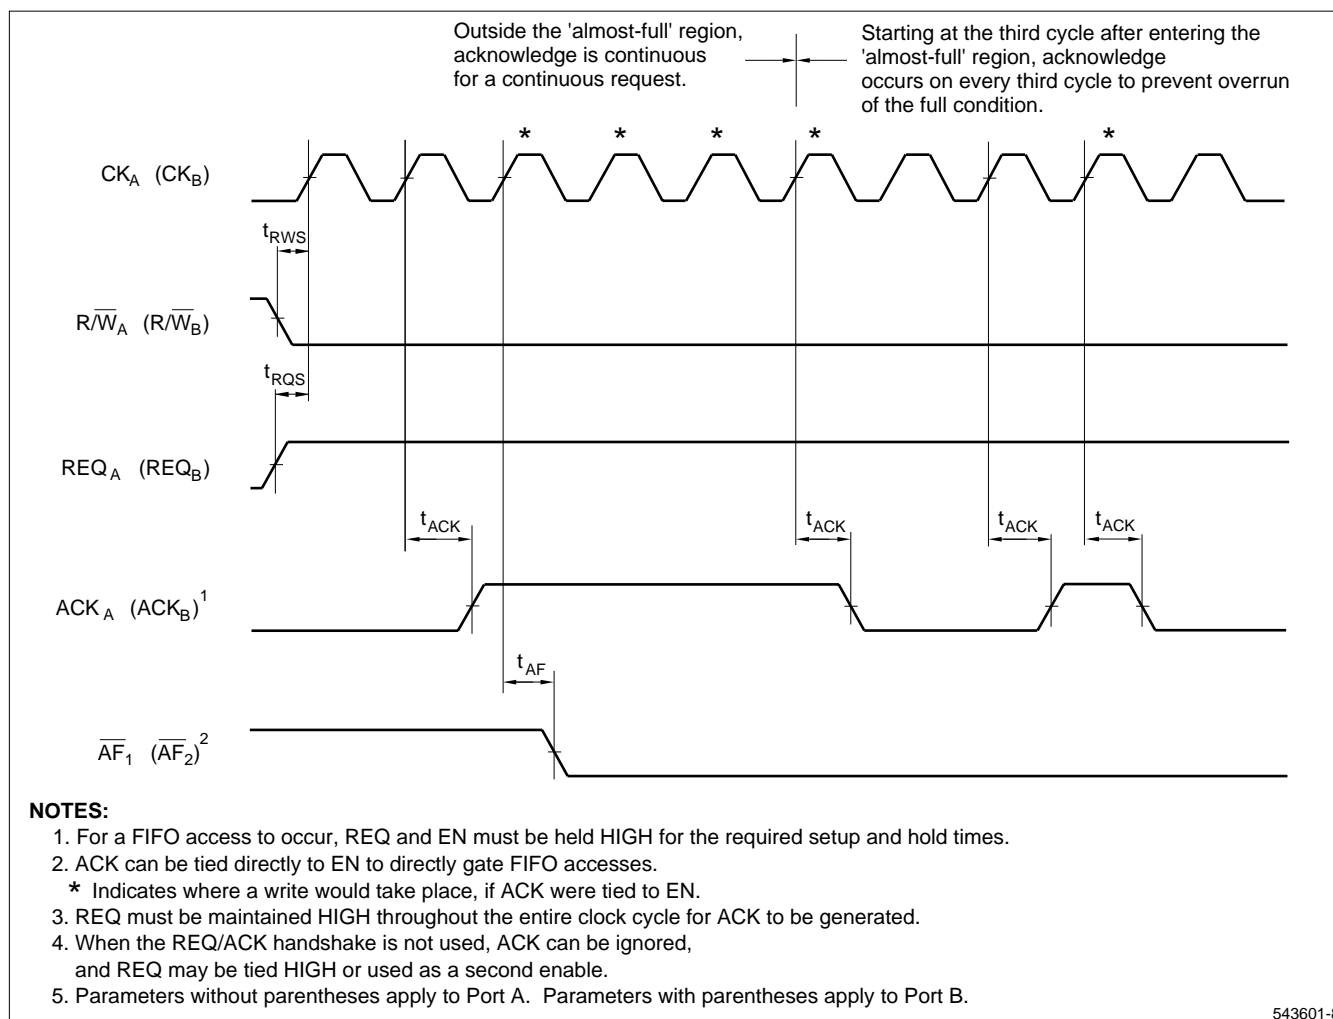 Outside the 'almost-full' region,
acknowledge is continuous
for a continuous request.
Starting at the third cycle after entering the
'almost-full' region, acknowledge
occurs on every third cycle to prevent overrun
of the full condition.
* * * * *
CKA (CKB)
tRWS
R/W̅A (R/W̅B)
tRQS
REQA (REQB)
tACK tACK tACK tACK
ACKA (ACKB)1
tAF
A̅F̅1 (A̅F̅2)2
NOTES:
1. For a FIFO access to occur, REQ and EN must be held HIGH for the required setup and hold times.
2. ACK can be tied directly to EN to directly gate FIFO accesses.
* Indicates where a write would take place, if ACK were tied to EN.
3. REQ must be maintained HIGH throughout the entire clock cycle for ACK to be generated.
4. When the REQ/ACK handshake is not used, ACK can be ignored,
and REQ may be tied HIGH or used as a second enable.
5. Parameters without parentheses apply to Port A. Parameters with parentheses apply to Port B.
543601-8